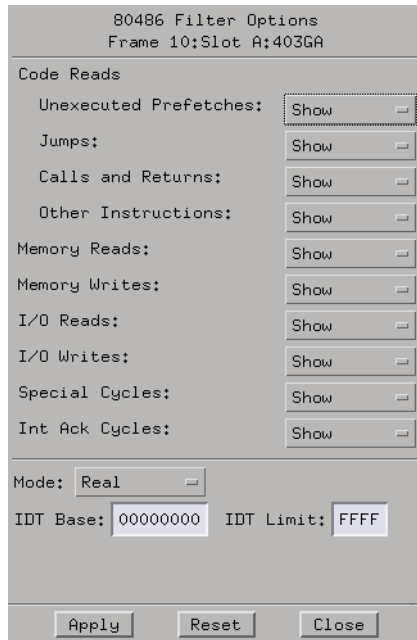 80486 Filter Options
Frame 10:Slot A:403GA
Code Reads
Unexecuted Prefetches: Show
Jumps: Show
Calls and Returns: Show
Other Instructions: Show
Memory Reads: Show
Memory Writes: Show
I/O Reads: Show
I/O Writes: Show
Special Cycles: Show
Int Ack Cycles: Show
Mode: Real
IDT Base: 00000000 IDT Limit: FFFF
Apply Reset Close